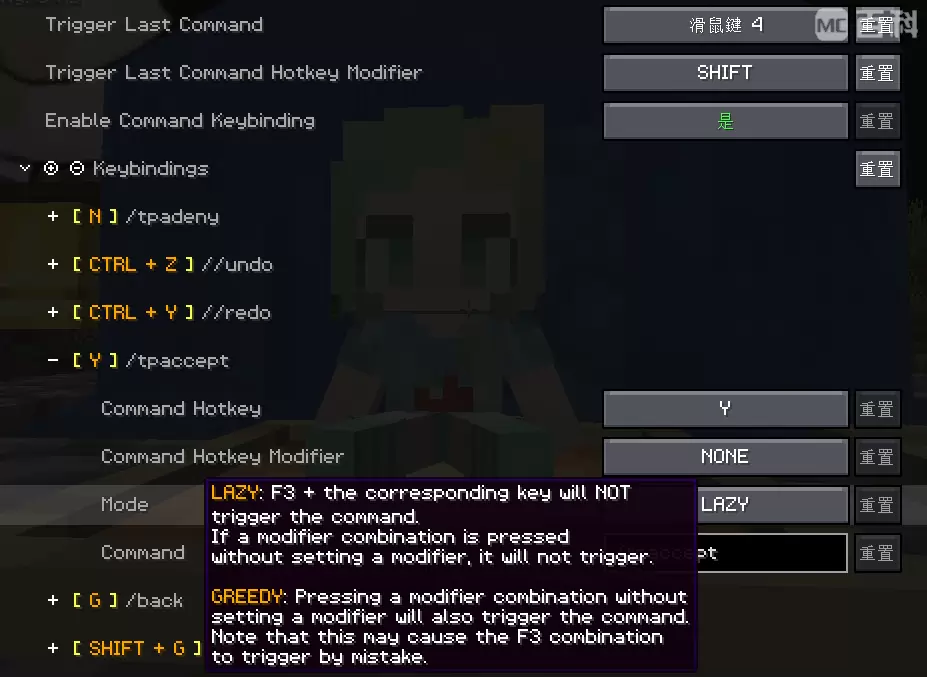 Trigger Last Command 滑鼠鍵 4 重置
MC百科
Trigger Last Command Hotkey Modifier SHIFT 重置
Enable Command Keybinding 是 重置
Keybindings 重置
+ [ N ] /tpadeny
+ [ CTRL + Z ] //undo
+ [ CTRL + Y ] //redo
- [ Y ] /tpaccept
Command Hotkey Y 重置
Command Hotkey Modifier NONE 重置
Mode LAZY 重置
LAZY: F3 + the corresponding key will NOT
trigger the command.
If a modifier combination is pressed
without setting a modifier, it will not trigger.
GREEDY: Pressing a modifier combination without
setting a modifier will also trigger the command.
Note that this may cause the F3 combination
to trigger by mistake.
Command 重置
+ [ G ] /back
+ [ SHIFT + G ]